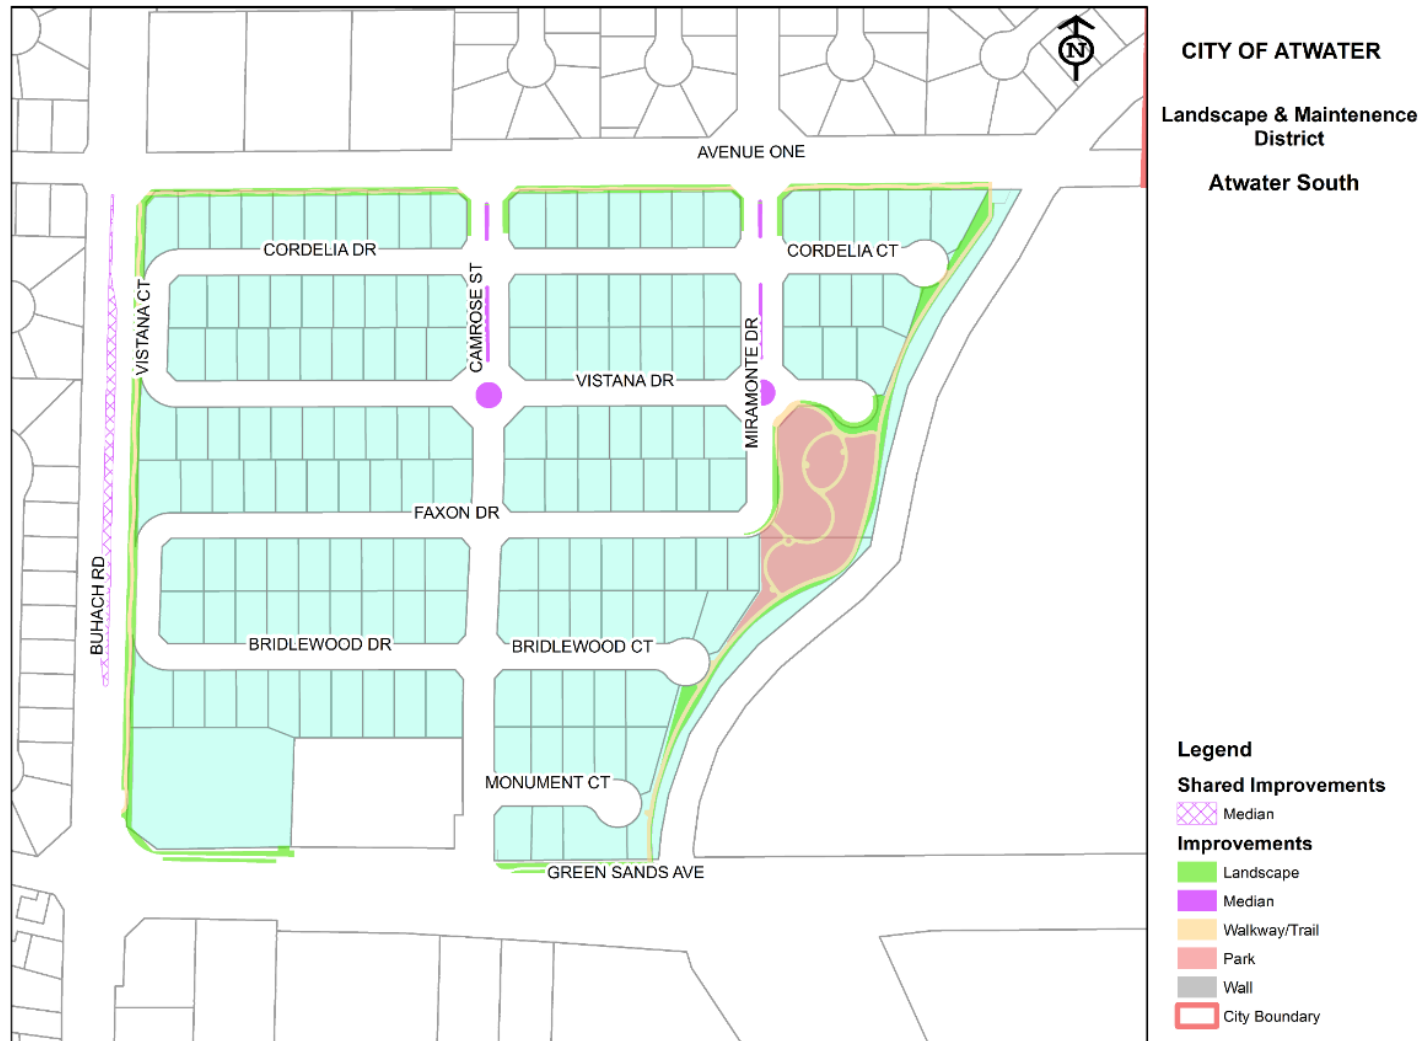 N
CITY OF ATWATER
Landscape & Maintenence
District
Atwater South
AVENUE ONE
CORDELIA DR
CORDELIA CT
VISTANA CT
CAMROSE ST
MIRAMONTE DR
VISTANA DR
FAXON DR
BUHACH RD
BRIDLEWOOD DR
BRIDLEWOOD CT
MONUMENT CT
GREEN SANDS AVE
Legend
Shared Improvements
Median
Improvements
Landscape
Median
Walkway/Trail
Park
Wall
City Boundary